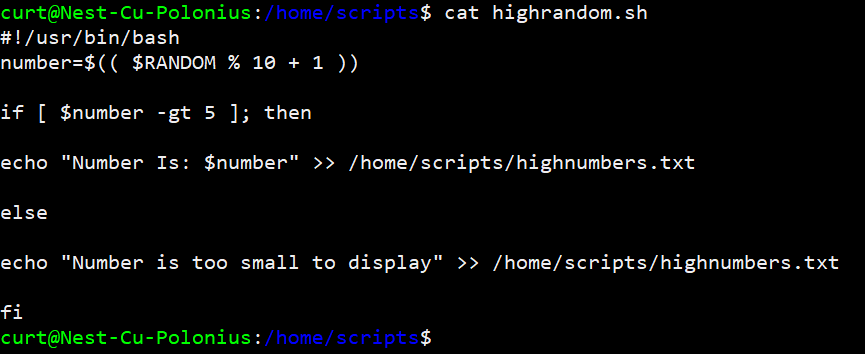 curt@Nest-Cu-Polonius:/home/scripts$ cat highrandom.sh
#!/usr/bin/bash
number=$(( $RANDOM % 10 + 1 ))
if [ $number -gt 5 ]; then
echo "Number Is: $number" >> /home/scripts/highnumbers.txt
else
echo "Number is too small to display" >> /home/scripts/highnumbers.txt
fi
curt@Nest-Cu-Polonius:/home/scripts$